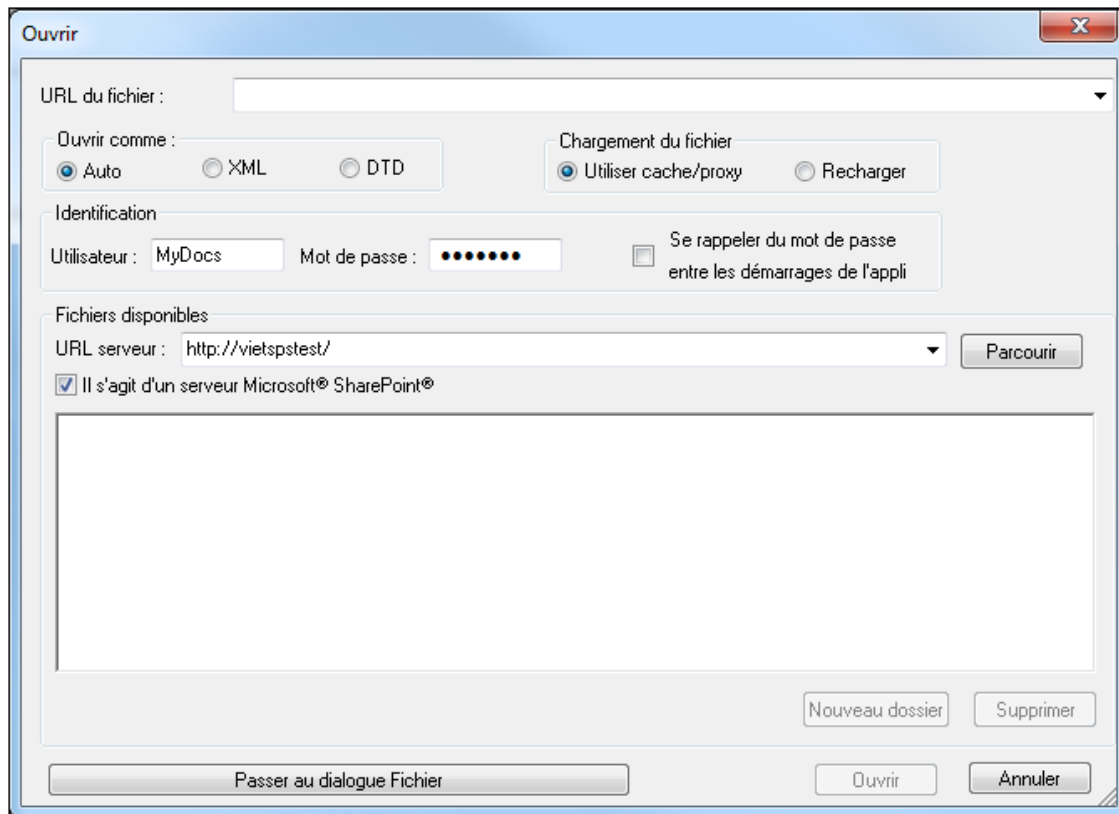 Ouvrir
URL du fichier :
Ouvrir comme :
Auto XML DTD
Chargement du fichier
Utiliser cache/proxy Recharger
Identification
Utilisateur : MyDocs Mot de passe : ●●●●●●●
Se rappeler du mot de passe
entre les démarrages de l'appli
Fichiers disponibles
URL serveur : http://vietspstest/ Parcourir
Il s'agit d'un serveur Microsoft® SharePoint®
Nouveau dossier Supprimer
Passer au dialogue Fichier Ouvrir Annuler